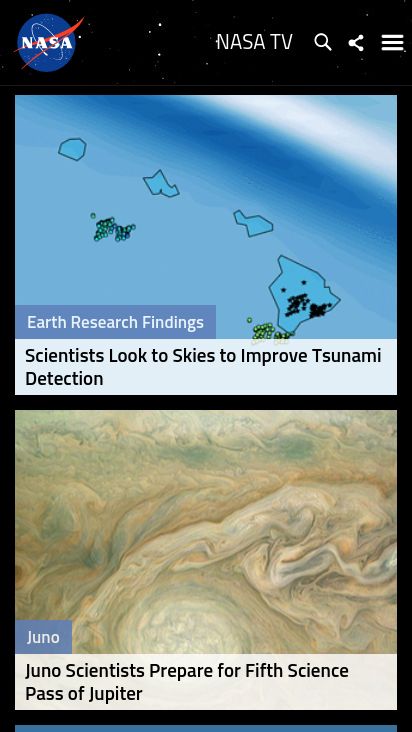 NASA
NASA TV
Earth Research Findings
Scientists Look to Skies to Improve Tsunami
Detection
Juno
Juno Scientists Prepare for Fifth Science
Pass of Jupiter